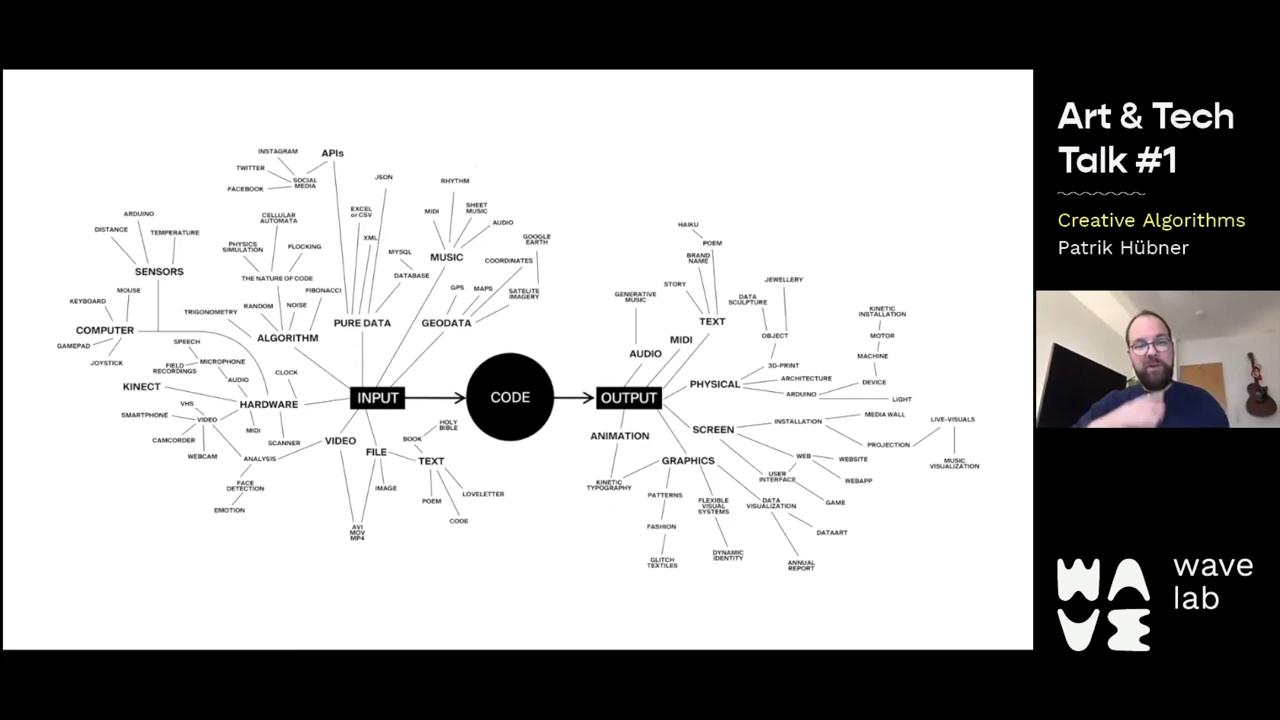 INSTAGRAM
APIs
TWITTER
SOCIAL
MEDIA
FACEBOOK
JSON
RHYTHM
EXCEL
or CSV
MIDI
SHEET
MUSIC
AUDIO
ARDUINO
DISTANCE
TEMPERATURE
SENSORS
CELLULAR
AUTOMATA
PHYSICS
SIMULATION
FLOCKING
THE NATURE OF CODE
XML
MYSQL
DATABASE
MUSIC
GOOGLE
EARTH
COORDINATES
GPS
MAPS
SATELITE
IMAGERY
MOUSE
KEYBOARD
COMPUTER
GAMEPAD
JOYSTICK
FIBONACCI
RANDOM
NOISE
TRIGONOMETRY
ALGORITHM
PURE DATA
GEODATA
SPEECH
MICROPHONE
FIELD
RECORDINGS
AUDIO
CLOCK
KINECT
HARDWARE
VHS
SMARTPHONE
VIDEO
MIDI
CAMCORDER
SCANNER
WEBCAM
ANALYSIS
FACE
DETECTION
EMOTION
VIDEO
FILE
IMAGE
AVI
MOV
MP4
HOLY
BIBLE
BOOK
TEXT
POEM
LOVELETTER
CODE
INPUT
CODE
OUTPUT
HAIKU
POEM
BRAND
NAME
STORY
TEXT
GENERATIVE
MUSIC
MIDI
AUDIO
JEWELLERY
DATA
SCULPTURE
OBJECT
3D-PRINT
PHYSICAL
ARCHITECTURE
ARDUINO
KINETIC
INSTALLATION
MOTOR
MACHINE
DEVICE
LIGHT
ANIMATION
SCREEN
INSTALLATION
MEDIA WALL
PROJECTION
LIVE-VISUALS
MUSIC
VISUALIZATION
WEB
WEBSITE
WEBAPP
USER
INTERFACE
GAME
GRAPHICS
KINETIC
TYPOGRAPHY
PATTERNS
FASHION
GLITCH
TEXTILES
FLEXIBLE
VISUAL
SYSTEMS
DYNAMIC
IDENTITY
DATA
VISUALIZATION
DATAART
ANNUAL
REPORT
Art & Tech
Talk #1
Creative Algorithms
Patrik Hübner
WAVE
wave
lab